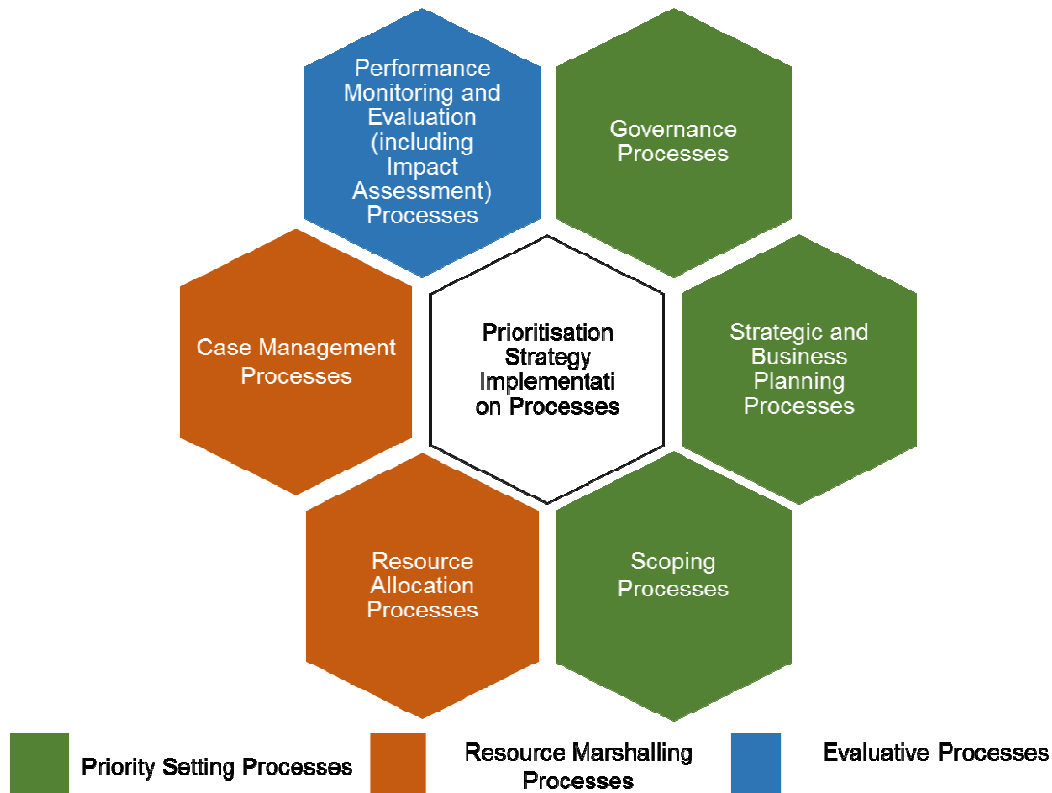 Performance
Monitoring and
Evaluation
(including
Impact
Assessment)
Processes
Governance
Processes
Case Management
Processes
Prioritisation
Strategy
Implementati
on Processes
Strategic and
Business
Planning
Processes
Resource
Allocation
Processes
Scoping
Processes
Priority Setting Processes
Resource Marshalling
Processes
Evaluative Processes